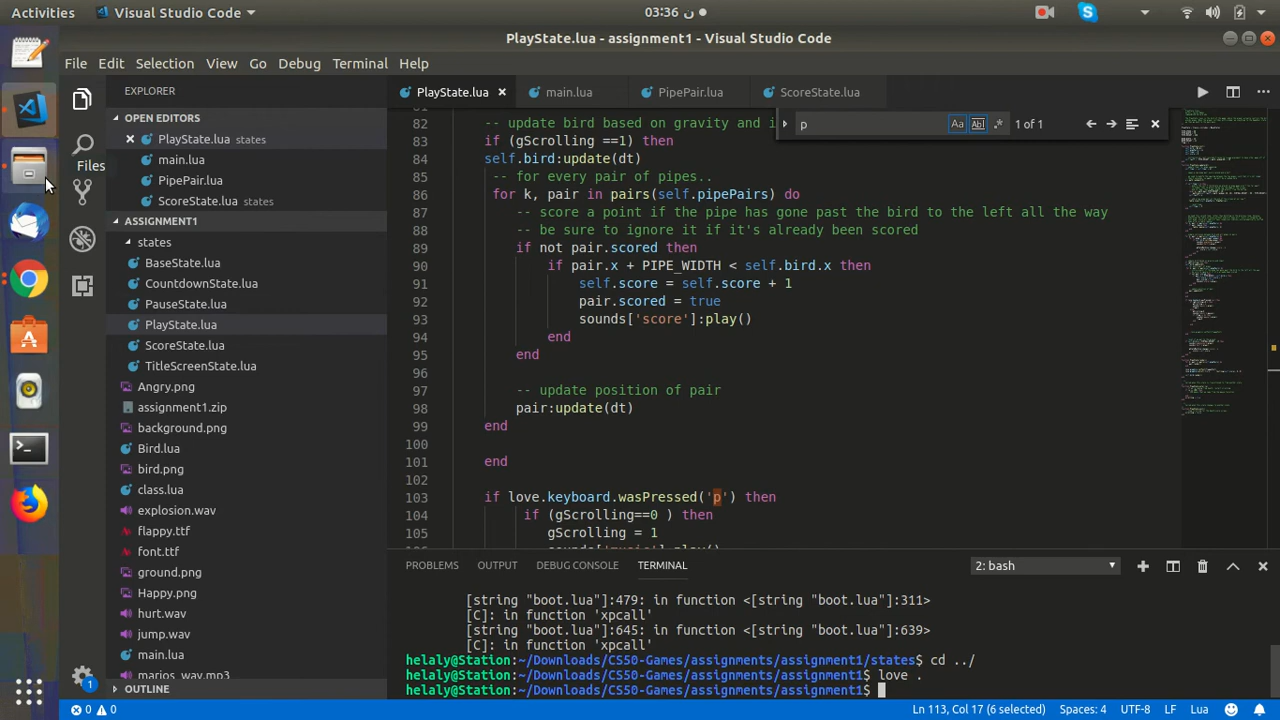 Activities
Visual Studio Code
03:36 ن
PlayState.lua - assignment1 - Visual Studio Code
File Edit Selection View Go Debug Terminal Help
EXPLORER
OPEN EDITORS
PlayState.lua states
main.lua
PipePair.lua
ScoreState.lua states
ASSIGNMENT1
states
BaseState.lua
CountdownState.lua
PauseState.lua
PlayState.lua
ScoreState.lua
TitleScreenState.lua
Angry.png
assignment1.zip
background.png
Bird.lua
bird.png
class.lua
explosion.wav
flappy.ttf
font.ttf
ground.png
Happy.png
hurt.wav
jump.wav
main.lua
marios_way.mp3
OUTLINE
Files
1
PlayState.lua
main.lua
PipePair.lua
ScoreState.lua
p
Aa
Abl
.*
1 of 1
82 -- update bird based on gravity and i
83 if (gScrolling ==1) then
84 self.bird:update(dt)
85 -- for every pair of pipes..
86 for k, pair in pairs(self.pipePairs) do
87 -- score a point if the pipe has gone past the bird to the left all the way
88 -- be sure to ignore it if it's already been scored
89 if not pair.scored then
90 if pair.x + PIPE_WIDTH < self.bird.x then
91 self.score = self.score + 1
92 pair.scored = true
93 sounds['score']:play()
94 end
95 end
96
97 -- update position of pair
98 pair:update(dt)
99 end
100
101 end
102
103 if love.keyboard.wasPressed('p') then
104 if (gScrolling==0 ) then
105 gScrolling = 1
PROBLEMS OUTPUT DEBUG CONSOLE TERMINAL
2: bash
[string "boot.lua"]:479: in function <[string "boot.lua"]:311>
[C]: in function 'xpcall'
[string "boot.lua"]:645: in function <[string "boot.lua"]:639>
[C]: in function 'xpcall'
helaly@Station:~/Downloads/CS50-Games/assignments/assignment1/states$ cd ../
helaly@Station:~/Downloads/CS50-Games/assignments/assignment1$ love .
helaly@Station:~/Downloads/CS50-Games/assignments/assignment1$
0 0
Ln 113, Col 17 (6 selected) Spaces: 4 UTF-8 LF Lua